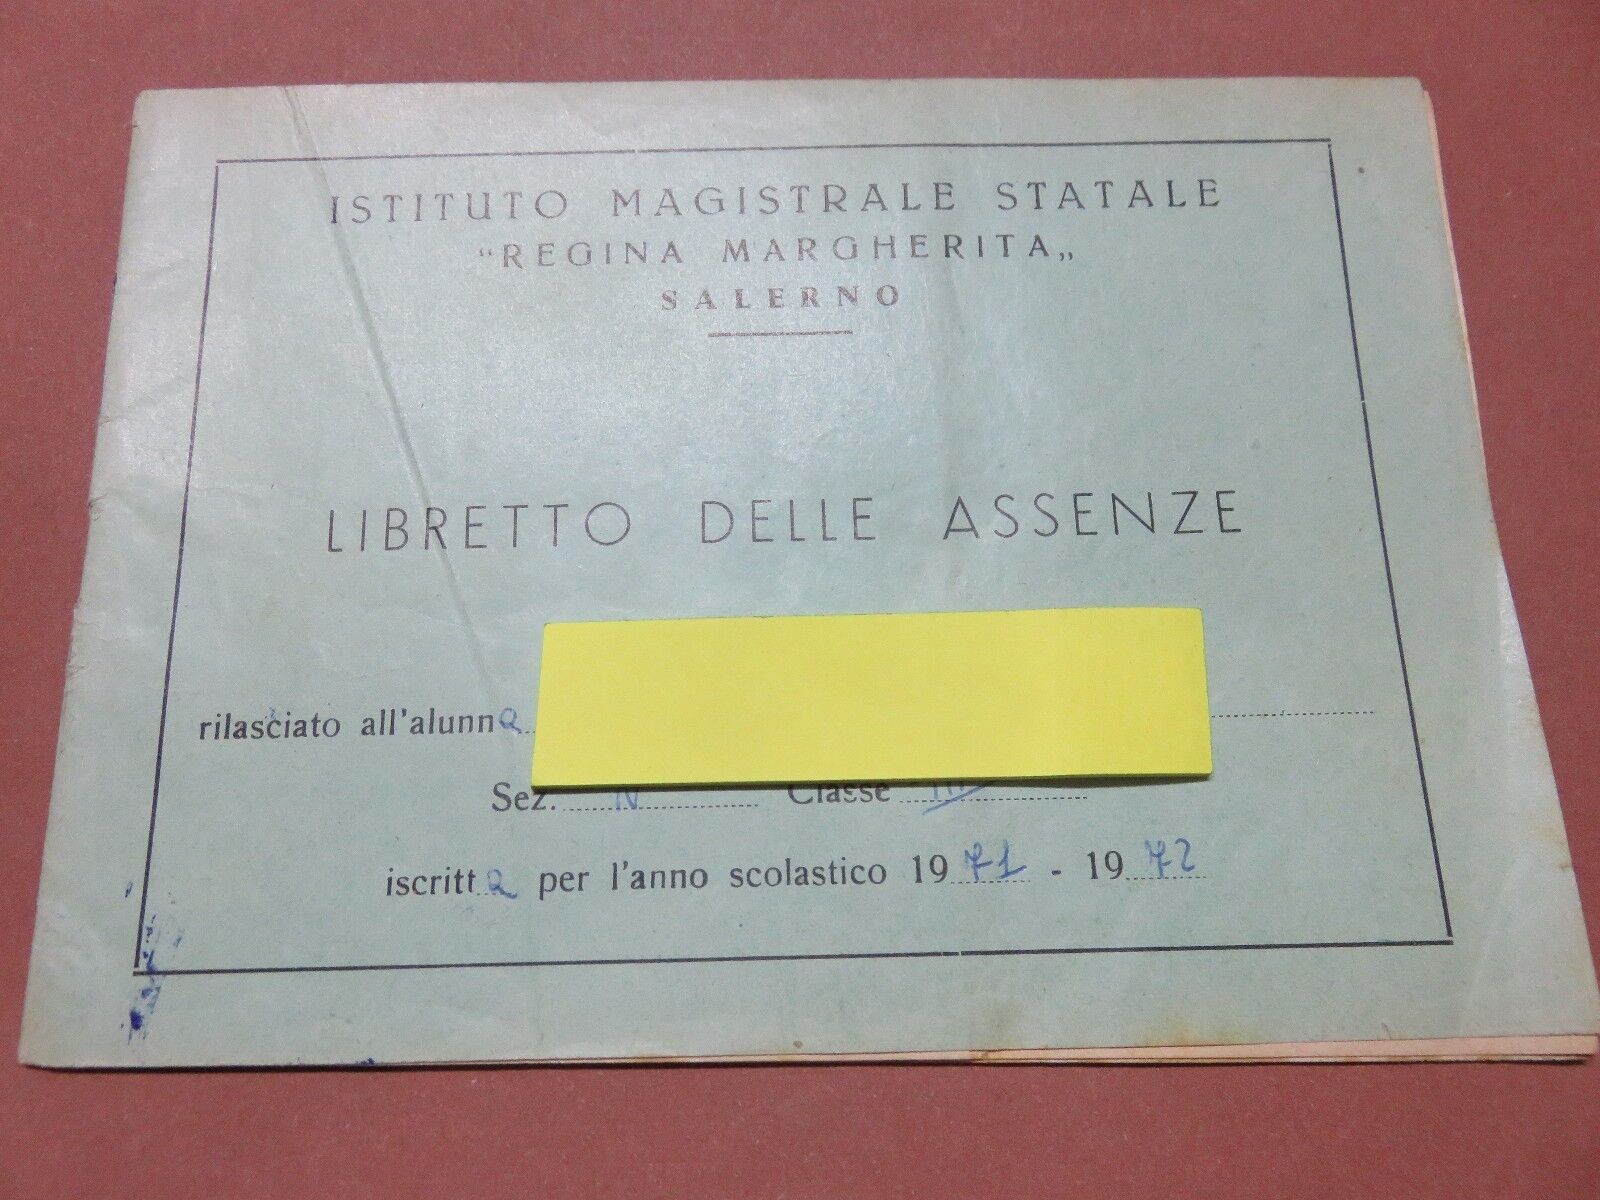 ISTITUTO MAGISTRALE STATALE
“REGINA MARGHERITA„
SALERNO
LIBRETTO DELLE ASSENZE
rilasciato all'alunna
Sez. N Classe III
iscritta per l'anno scolastico 1971 - 1972